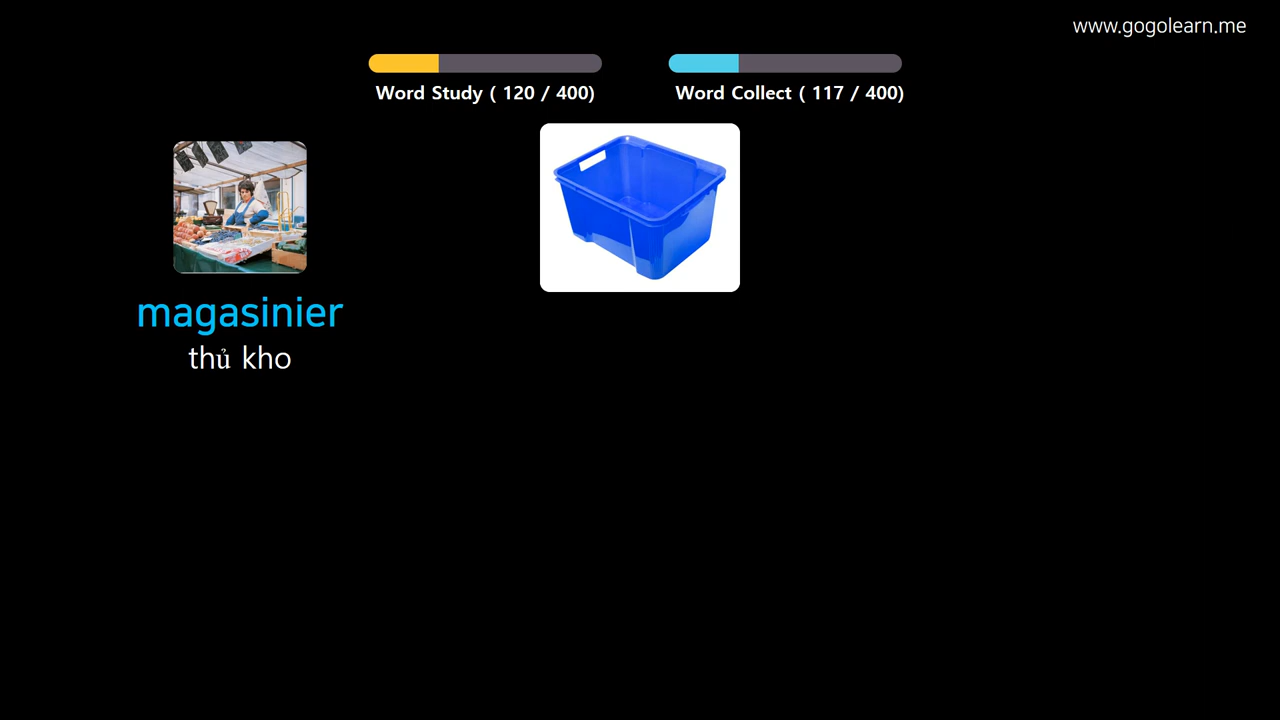 www.gogolearn.me
Word Study ( 120 / 400)
Word Collect ( 117 / 400)
magasinier
thủ kho